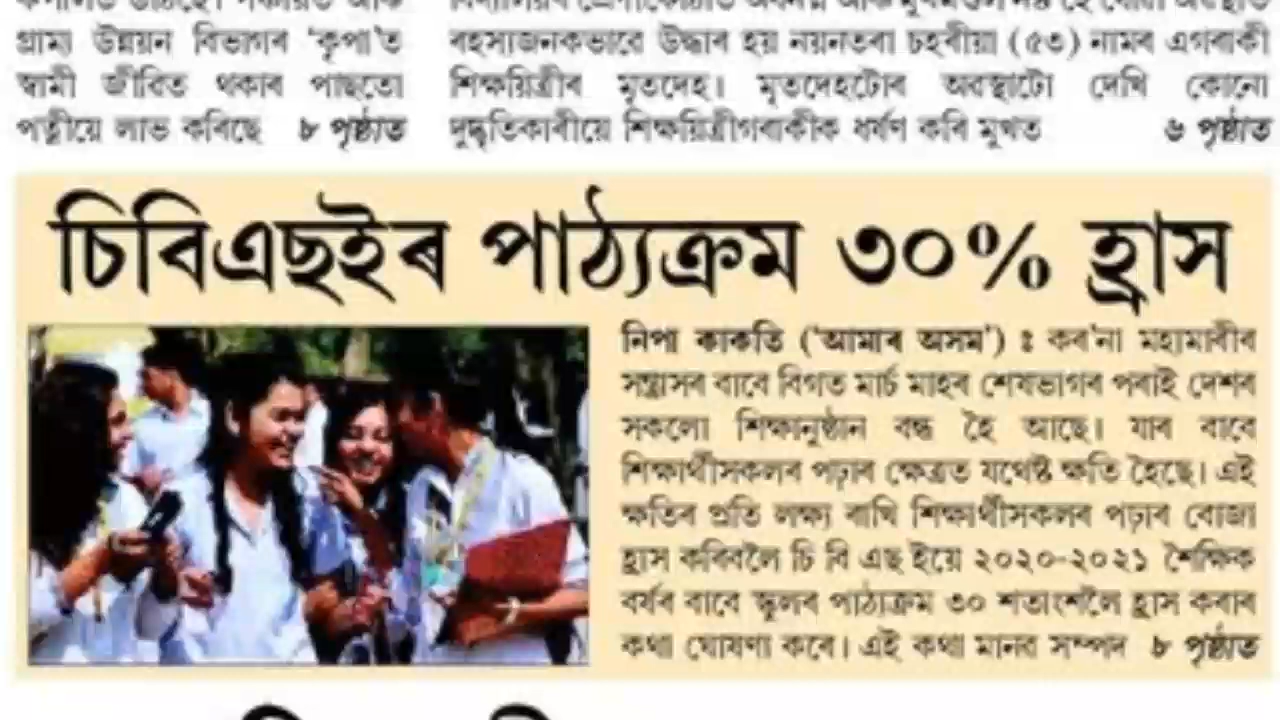 গ্ৰাম্য উন্নয়ন বিভাগৰ ‘কৃপা’ত
স্বামী জীৱিত থকাৰ পাছতো
পত্নীয়ে লাভ কৰিছে ৮ পৃষ্ঠাত
ৰহস্যজনকভাৱে উদ্ধাৰ হয় নয়নতৰা চহৰীয়া (৫৩) নামৰ এগৰাকী
শিক্ষয়িত্ৰীৰ মৃতদেহ। মৃতদেহটোৰ অৱস্থাটো দেখি কোনো
দুষ্কৃতিকাৰীয়ে শিক্ষয়িত্ৰীগৰাকীক ধৰ্ষণ কৰি মুখত ৬ পৃষ্ঠাত
চিবিএছইৰ পাঠ্যক্ৰম ৩০% হ্ৰাস
নিপা কাকতি (‘আমাৰ অসম’) ঃ কৰ'না মহামাৰীৰ
সন্ত্ৰাসৰ বাবে বিগত মাৰ্চ মাহৰ শেষভাগৰ পৰাই দেশৰ
সকলো শিক্ষানুষ্ঠান বন্ধ হৈ আছে। যাৰ বাবে
শিক্ষাৰ্থীসকলৰ পঢ়াৰ ক্ষেত্ৰত যথেষ্ট ক্ষতি হৈছে। এই
ক্ষতিৰ প্ৰতি লক্ষ্য ৰাখি শিক্ষাৰ্থীসকলৰ পঢ়াৰ বোজা
হ্ৰাস কৰিবলৈ চি বি এছ ইয়ে ২০২০-২০২১ শৈক্ষিক
বৰ্ষৰ বাবে স্কুলৰ পাঠ্যক্ৰম ৩০ শতাংশলৈ হ্ৰাস কৰাৰ
কথা ঘোষণা কৰে। এই কথা মানৱ সম্পদ ৮ পৃষ্ঠাত